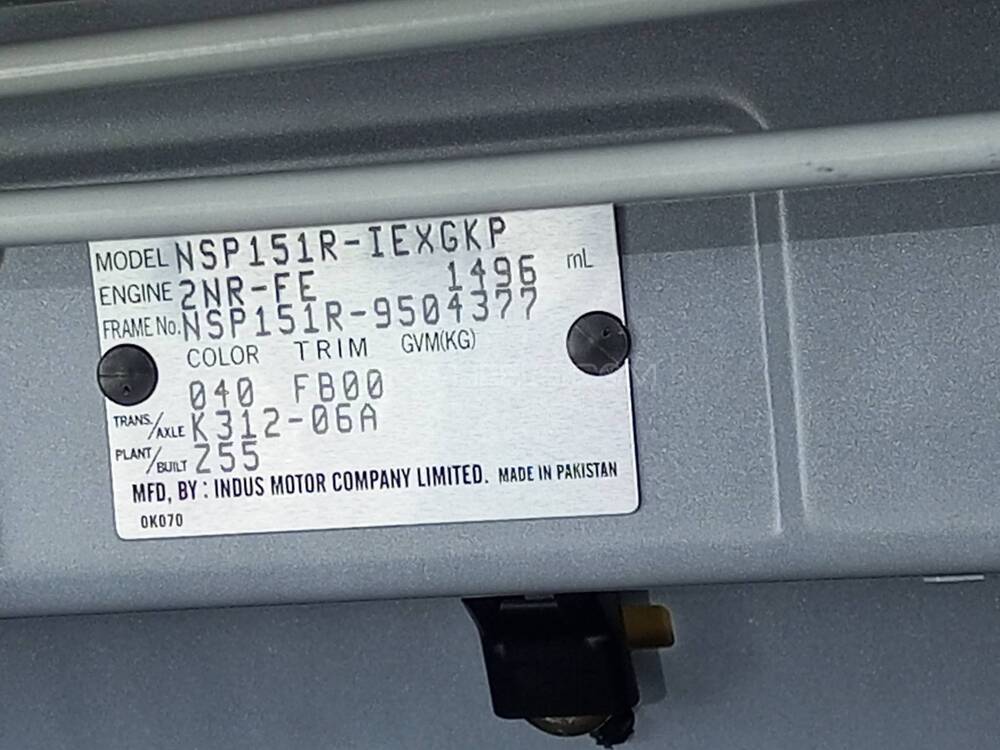 MODEL NSP151R-IEXGKP
ENGINE 2NR-FE 1496 mL
FRAME No. NSP151R-9504377
COLOR TRIM GVM(KG)
040 FB00
TRANS./AXLE K312-06A
PLANT/BUILT Z55
MFD, BY : INDUS MOTOR COMPANY LIMITED. MADE IN PAKISTAN
0K070